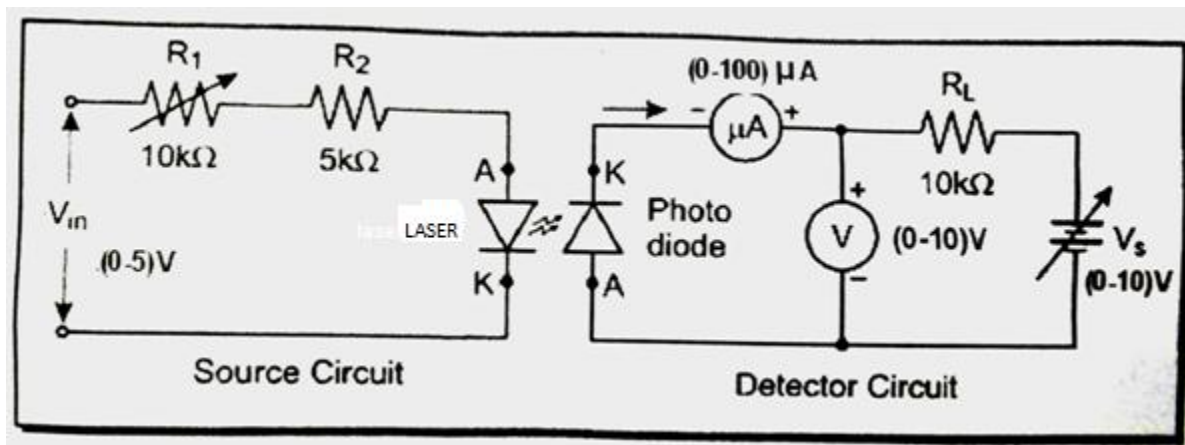 R1
R2
10kΩ
5kΩ
Vin
.(0-5)V
A
LASER
K
Source Circuit
(0-100) μA
- μA +
K
A
Photo
diode
+
V
-
(0-10)V
RL
10kΩ
Vs
(0-10)V
Detector Circuit